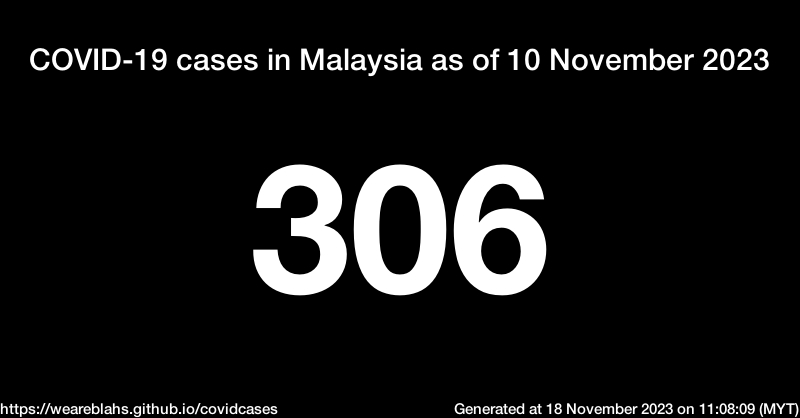 COVID-19 cases in Malaysia as of 10 November 2023
306
https://weareblahs.github.io/covidcases
Generated at 18 November 2023 on 11:08:09 (MYT)